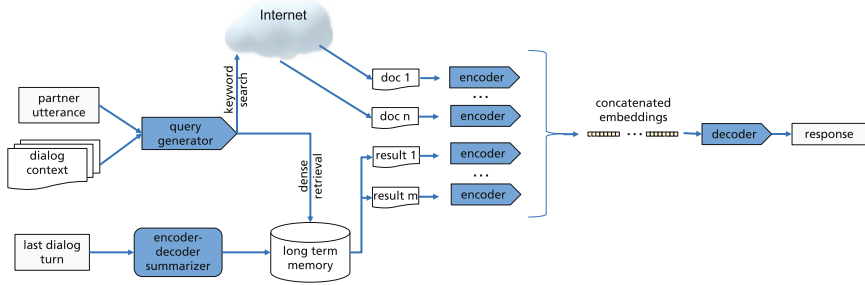 Internet
keyword
search
partner
utterance
dialog
context
query
generator
dense
retrieval
last dialog
turn
encoder-
decoder
summarizer
long term
memory
doc 1
encoder
...
doc n
encoder
result 1
encoder
...
result m
encoder
concatenated
embeddings
...
decoder
response